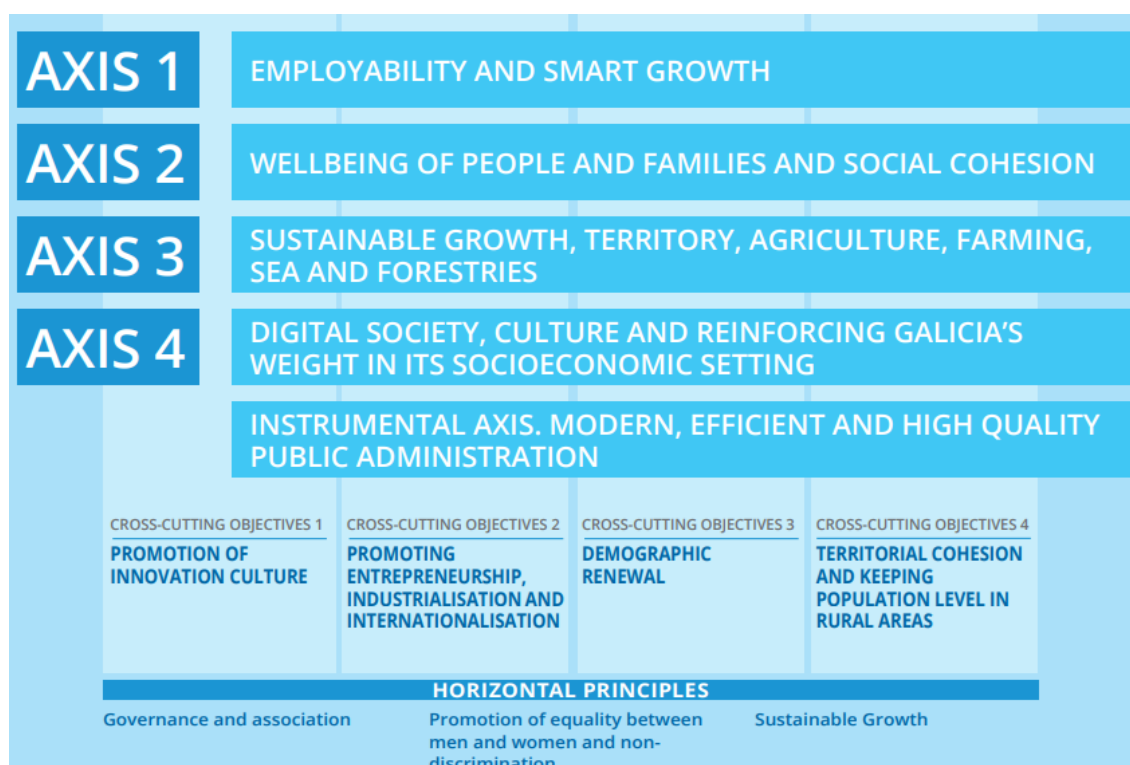 AXIS 1
EMPLOYABILITY AND SMART GROWTH
AXIS 2
WELLBEING OF PEOPLE AND FAMILIES AND SOCIAL COHESION
AXIS 3
SUSTAINABLE GROWTH, TERRITORY, AGRICULTURE, FARMING,
SEA AND FORESTRIES
AXIS 4
DIGITAL SOCIETY, CULTURE AND REINFORCING GALICIA'S
WEIGHT IN ITS SOCIOECONOMIC SETTING
INSTRUMENTAL AXIS. MODERN, EFFICIENT AND HIGH QUALITY
PUBLIC ADMINISTRATION
CROSS-CUTTING OBJECTIVES 1
PROMOTION OF
INNOVATION CULTURE
CROSS-CUTTING OBJECTIVES 2
PROMOTING
ENTREPRENEURSHIP,
INDUSTRIALISATION AND
INTERNATIONALISATION
CROSS-CUTTING OBJECTIVES 3
DEMOGRAPHIC
RENEWAL
CROSS-CUTTING OBJECTIVES 4
TERRITORIAL COHESION
AND KEEPING
POPULATION LEVEL IN
RURAL AREAS
HORIZONTAL PRINCIPLES
Governance and association
Promotion of equality between
men and women and non-
discrimination
Sustainable Growth